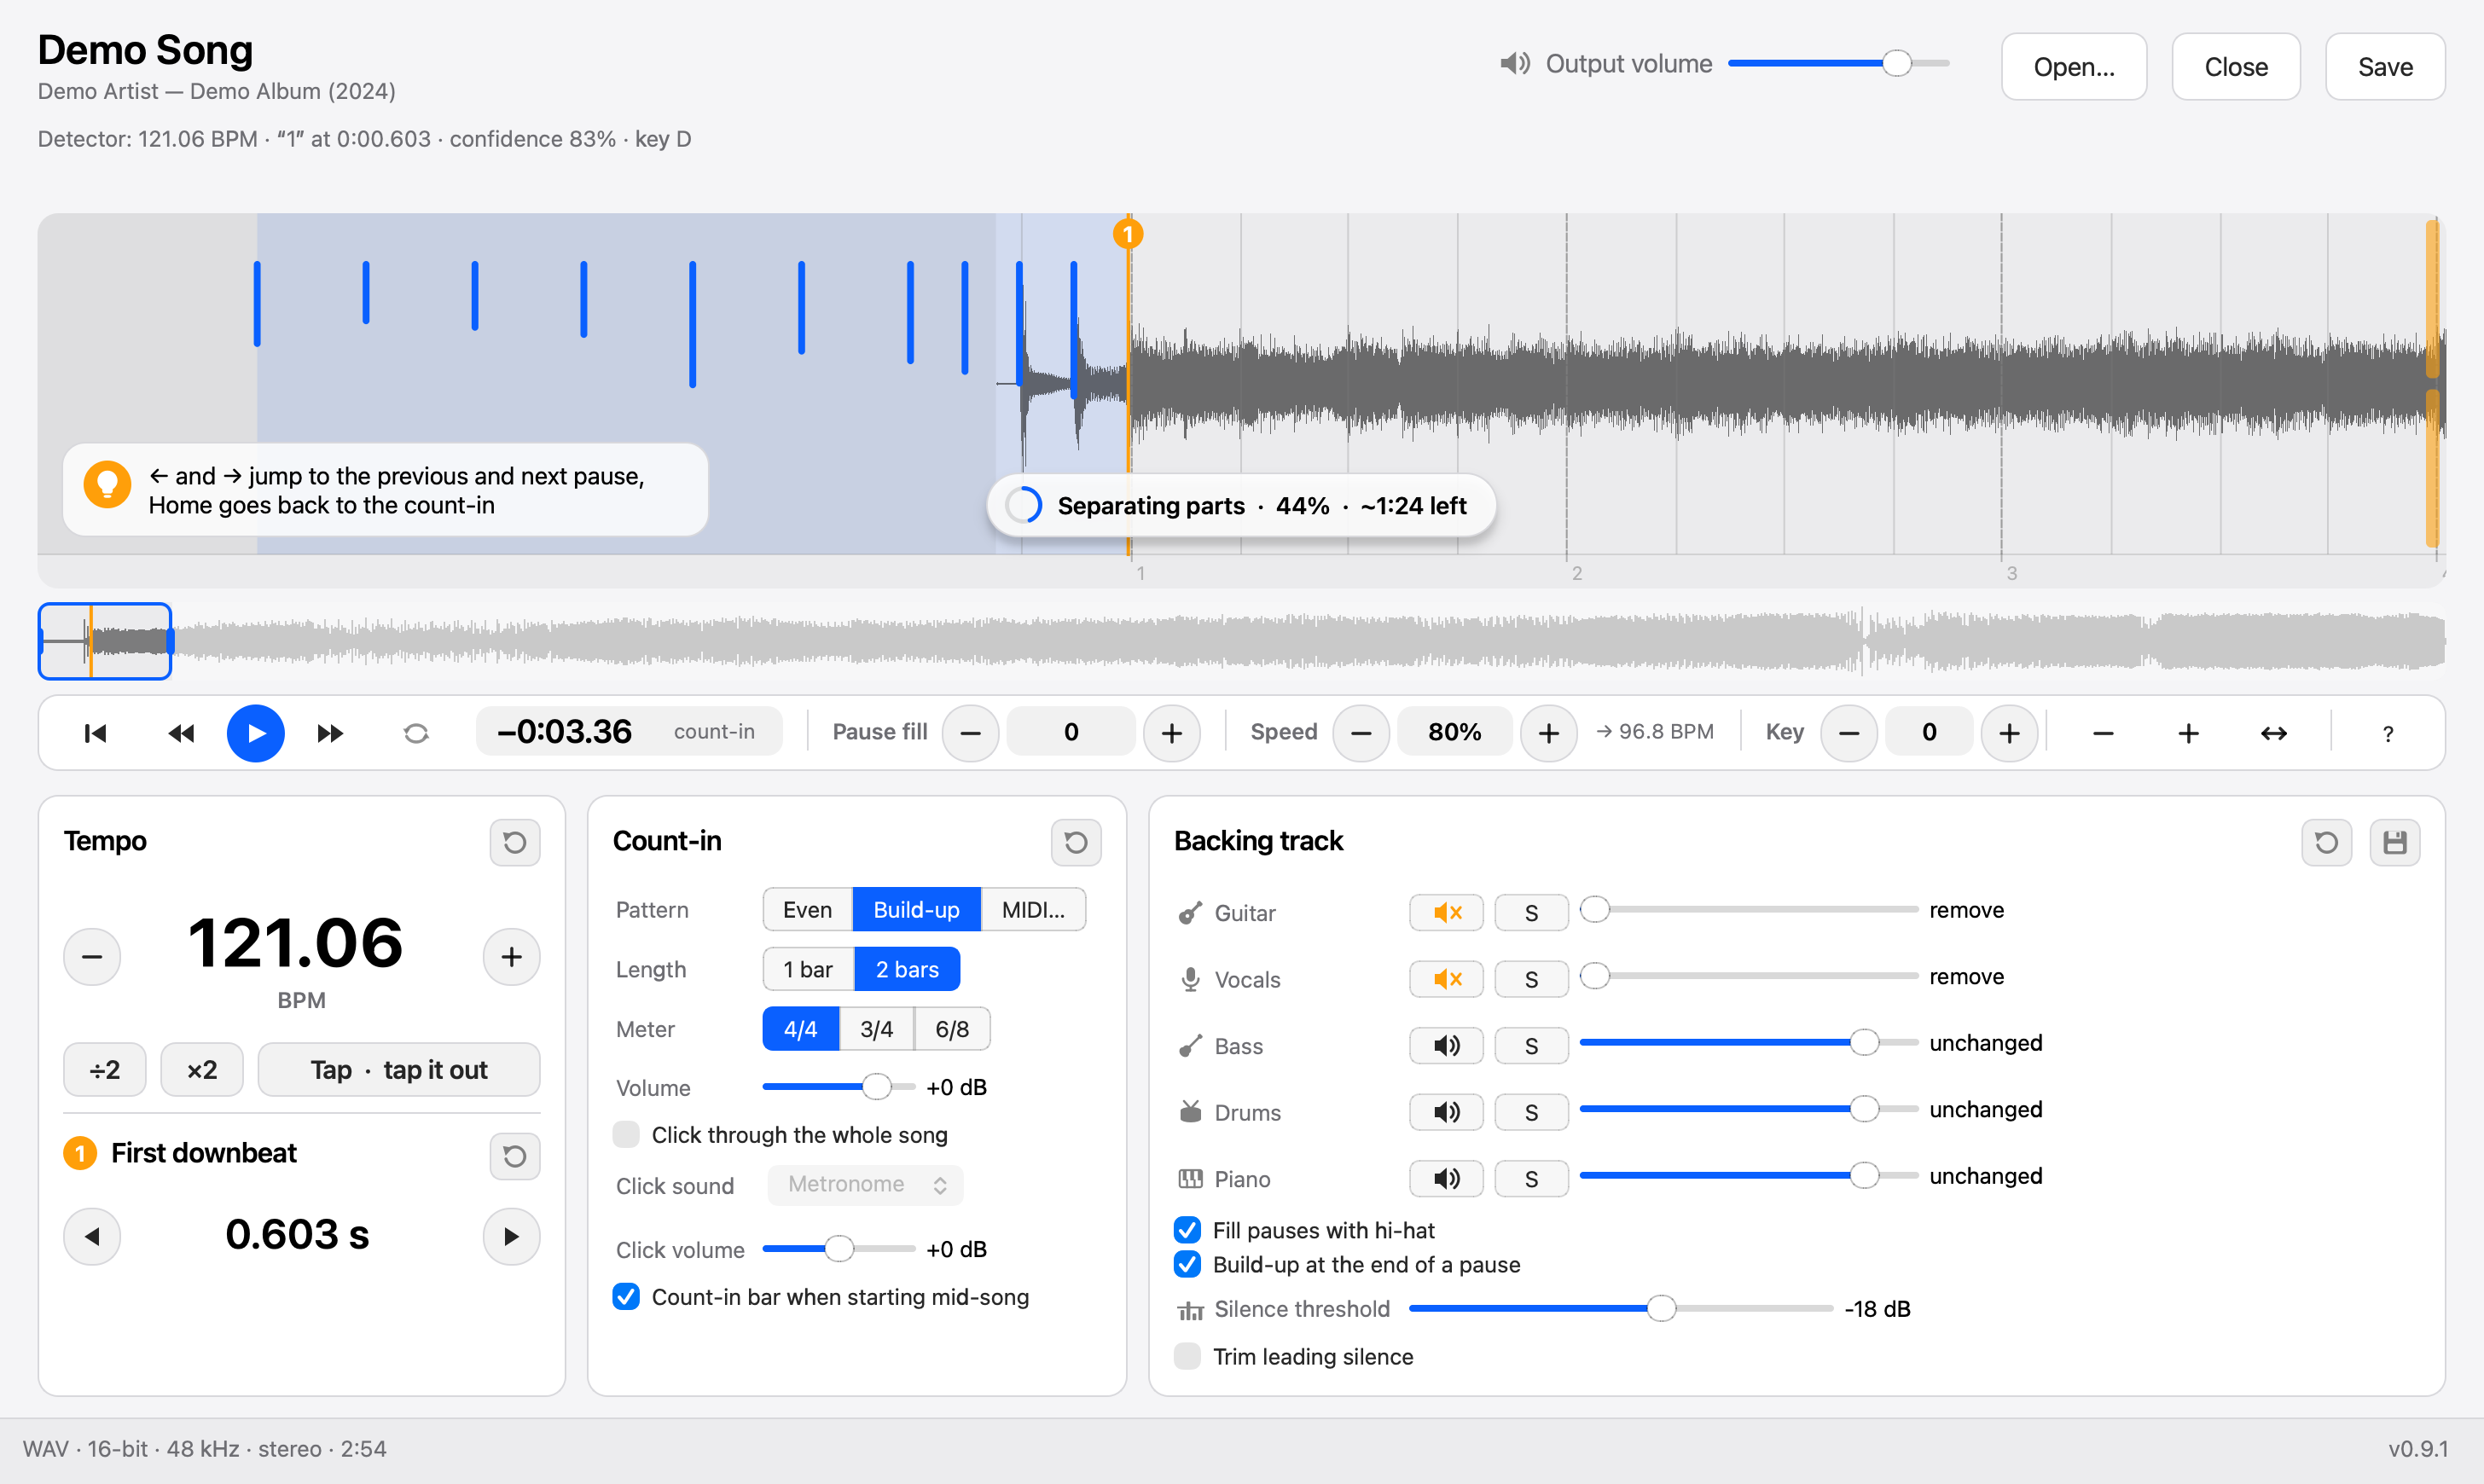 Demo Song
Demo Artist — Demo Album (2024)
Detector: 121.06 BPM · “1” at 0:00.603 · confidence 83% · key D
Output volume
Open...
Close
Save
1
← and → jump to the previous and next pause,
Home goes back to the count-in
Separating parts · 44% · ~1:24 left
1
2
3
−0:03.36 count-in
Pause fill − 0 +
Speed − 80% + → 96.8 BPM
Key − 0 +
− + ↔ ?
Tempo
− 121.06 +
BPM
÷2
×2
Tap · tap it out
1 First downbeat
0.603 s
Count-in
Pattern Even Build-up MIDI...
Length 1 bar 2 bars
Meter 4/4 3/4 6/8
Volume +0 dB
Click through the whole song
Click sound Metronome
Click volume +0 dB
Count-in bar when starting mid-song
Backing track
Guitar S remove
Vocals S remove
Bass S unchanged
Drums S unchanged
Piano S unchanged
Fill pauses with hi-hat
Build-up at the end of a pause
Silence threshold -18 dB
Trim leading silence
WAV · 16-bit · 48 kHz · stereo · 2:54
v0.9.1